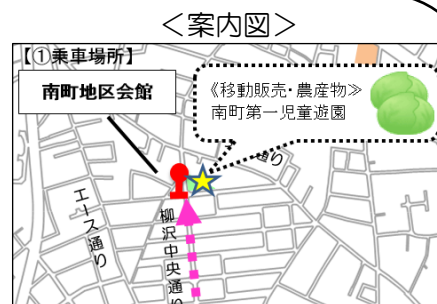 ＜案内図＞
【①乗車場所】
南町地区会館
《移動販売・農産物≫
南町第一児童遊園
通り
エース通り
柳沢中央通り